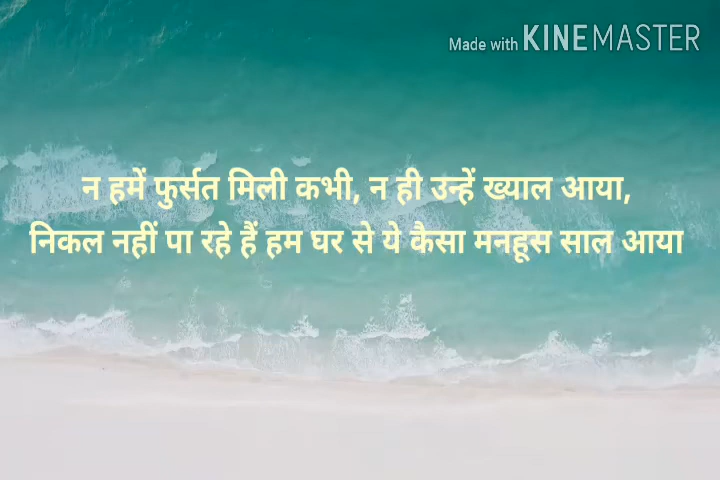 Made with KINEMASTER
न हमें फुर्सत मिली कभी, न ही उन्हें ख्याल आया,
निकल नहीं पा रहे हैं हम घर से ये कैसा मनहूस साल आया